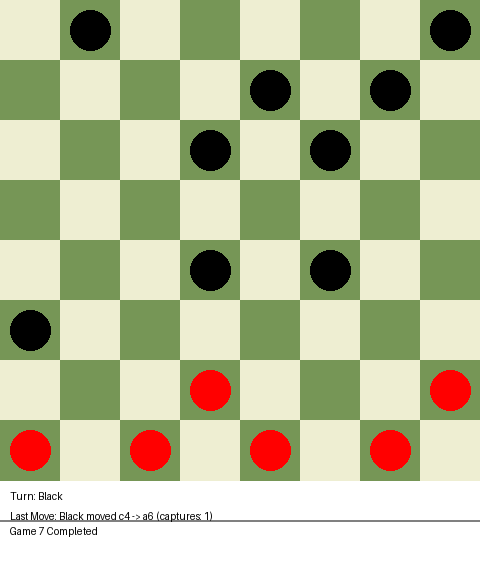 Turn: Black
Last Move: Black moved c4 -> a6 (captures: 1)
Game 7 Completed